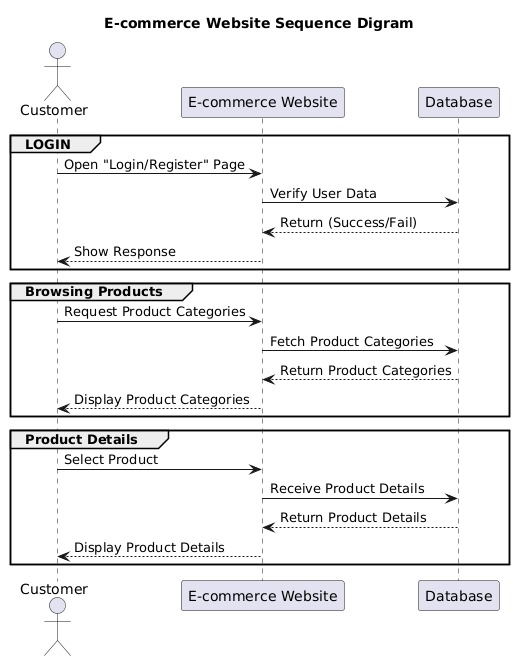 E-commerce Website Sequence Digram
Customer
E-commerce Website
Database
LOGIN
Open "Login/Register" Page
Verify User Data
Return (Success/Fail)
Show Response
Browsing Products
Request Product Categories
Fetch Product Categories
Return Product Categories
Display Product Categories
Product Details
Select Product
Receive Product Details
Return Product Details
Display Product Details
Customer
E-commerce Website
Database